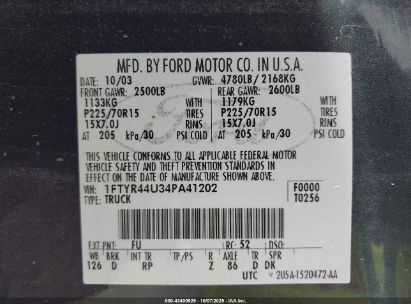 MFD. BY FORD MOTOR CO. IN U.S.A.
DATE: 10/03 GVWR: 4780LB/ 2168KG
FRONT GAWR: 2500LB REAR GAWR: 2600LB
1133KG WITH 1179KG WITH
P225/70R15 TIRES P225/70R15 TIRES
15X7.0J RIMS 15X7.0J RIMS
AT 205 kPa/30 PSI COLD AT 205 kPa/30 PSI COLD
THIS VEHICLE CONFORMS TO ALL APPLICABLE FEDERAL MOTOR
VEHICLE SAFETY AND THEFT PREVENTION STANDARDS IN
EFFECT ON THE DATE OF MANUFACTURE SHOWN ABOVE.
VIN: 1FTYR44U34PA41202 F0000
TYPE: TRUCK T0256
EXT PNT: FU RC: 52 DSO:
WB BRK INT TR TP/PS R AXLE TR SPR
126 D RP Z 86 D DK
UTC 2U5A-1520472-AA